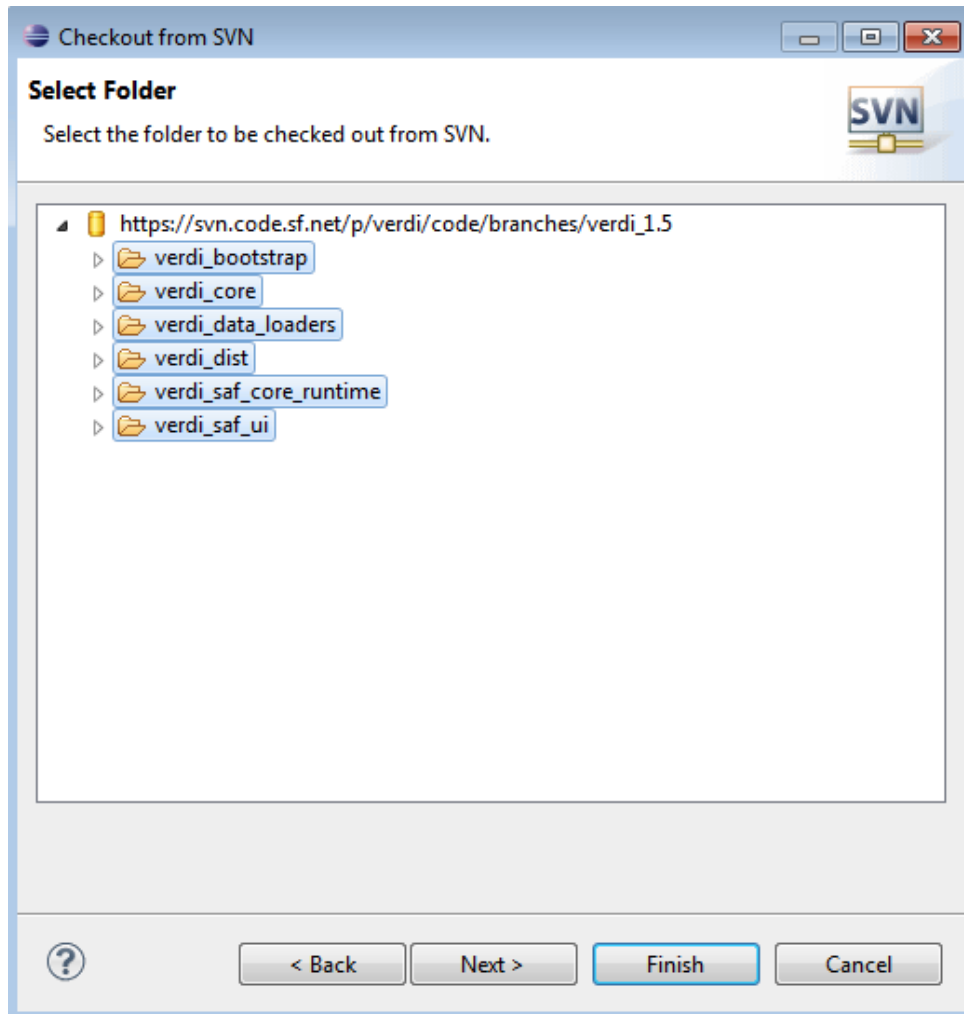 Checkout from SVN
Select Folder
Select the folder to be checked out from SVN.
SVN
https://svn.code.sf.net/p/verdi/code/branches/verdi_1.5
verdi_bootstrap
verdi_core
verdi_data_loaders
verdi_dist
verdi_saf_core_runtime
verdi_saf_ui
? < Back Next > Finish Cancel